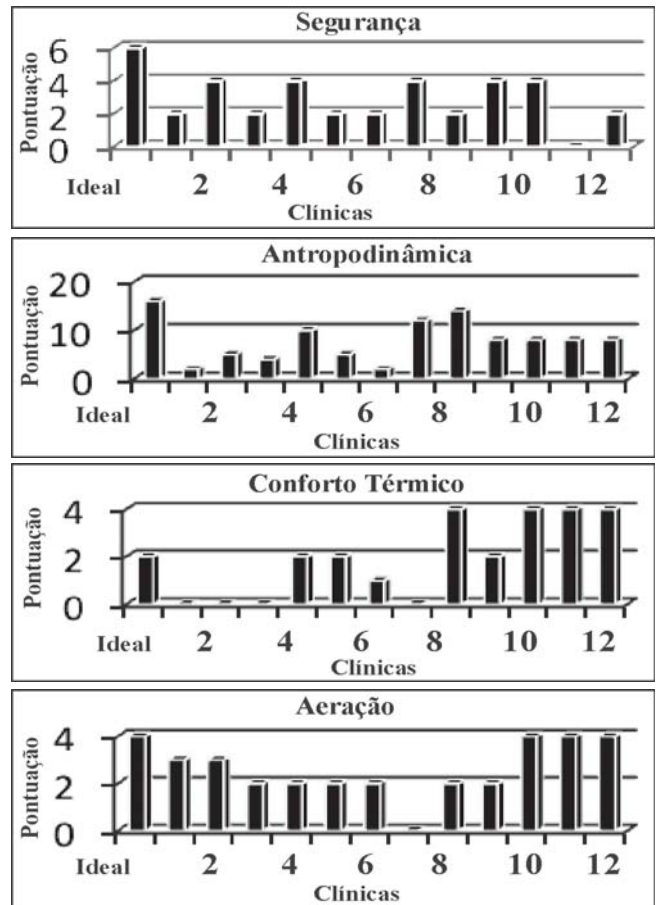 Segurança
Pontuação
6
4
2
0
Ideal 2 4 6 8 10 12
Clínicas
Antropodinâmica
Pontuação
20
10
0
Ideal 2 4 6 8 10 12
Clínicas
Conforto Térmico
Pontuação
4
2
0
Ideal 2 4 6 8 10 12
Clínicas
Aeração
Pontuação
4
2
0
Ideal 2 4 6 8 10 12
Clínicas